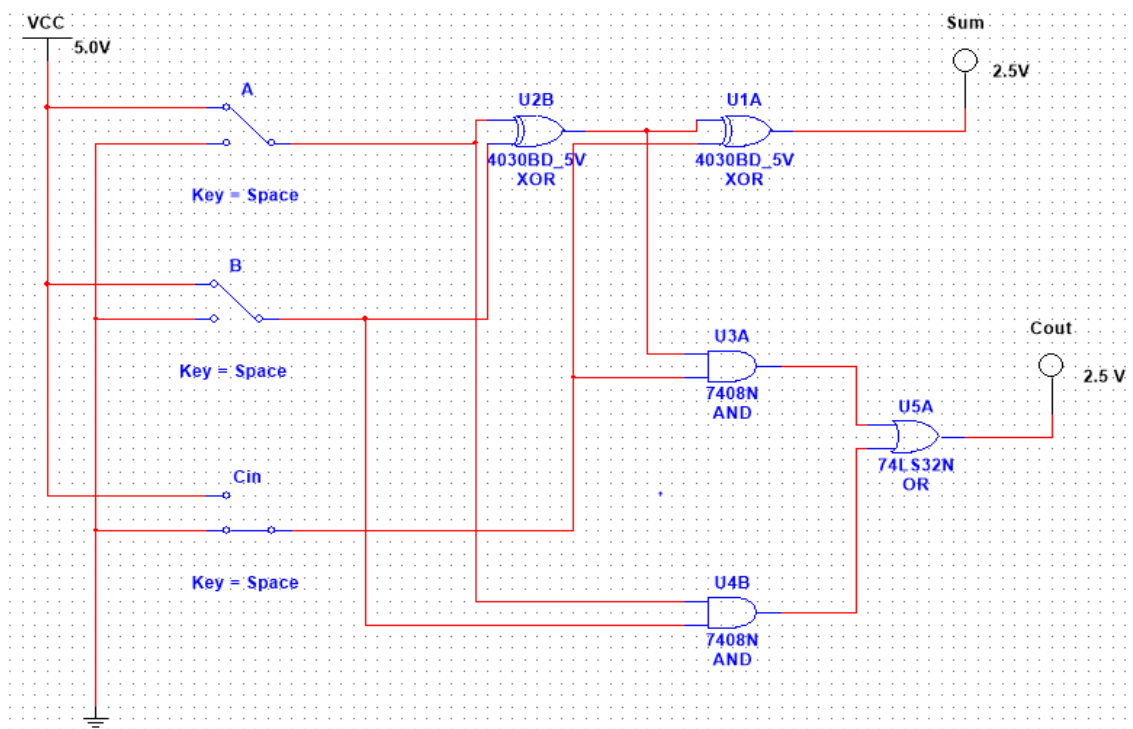 VCC
5.0V
Sum
2.5V
A
U2B
U1A
4030BD_5V
XOR
4030BD_5V
XOR
Key = Space
B
Key = Space
U3A
7408N
AND
Cout
2.5 V
U5A
74LS32N
OR
Cin
Key = Space
U4B
7408N
AND